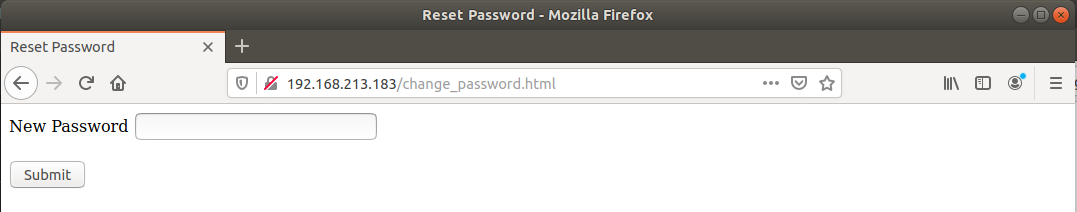 Reset Password - Mozilla Firefox
Reset Password
192.168.213.183/change_password.html
New Password
Submit